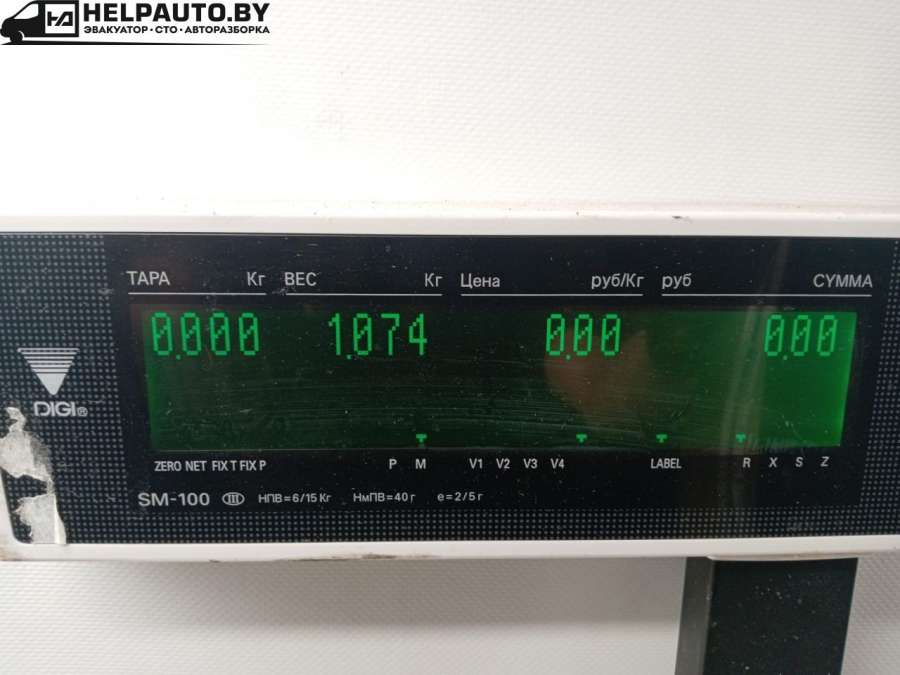 HELPAUTO.BY
ЭВАКУАТОР • СТО • АВТОРАЗБОРКА
ТАРА Кг ВЕС Кг Цена руб/Кг руб СУММА
0.000 1.074 0.00 0.00
DIGI®
ZERO NET FIX T FIX P P M V1 V2 V3 V4 LABEL R X S Z
SM-100 III НПВ=6/15 Кг НмПВ=40 г e=2/5 г